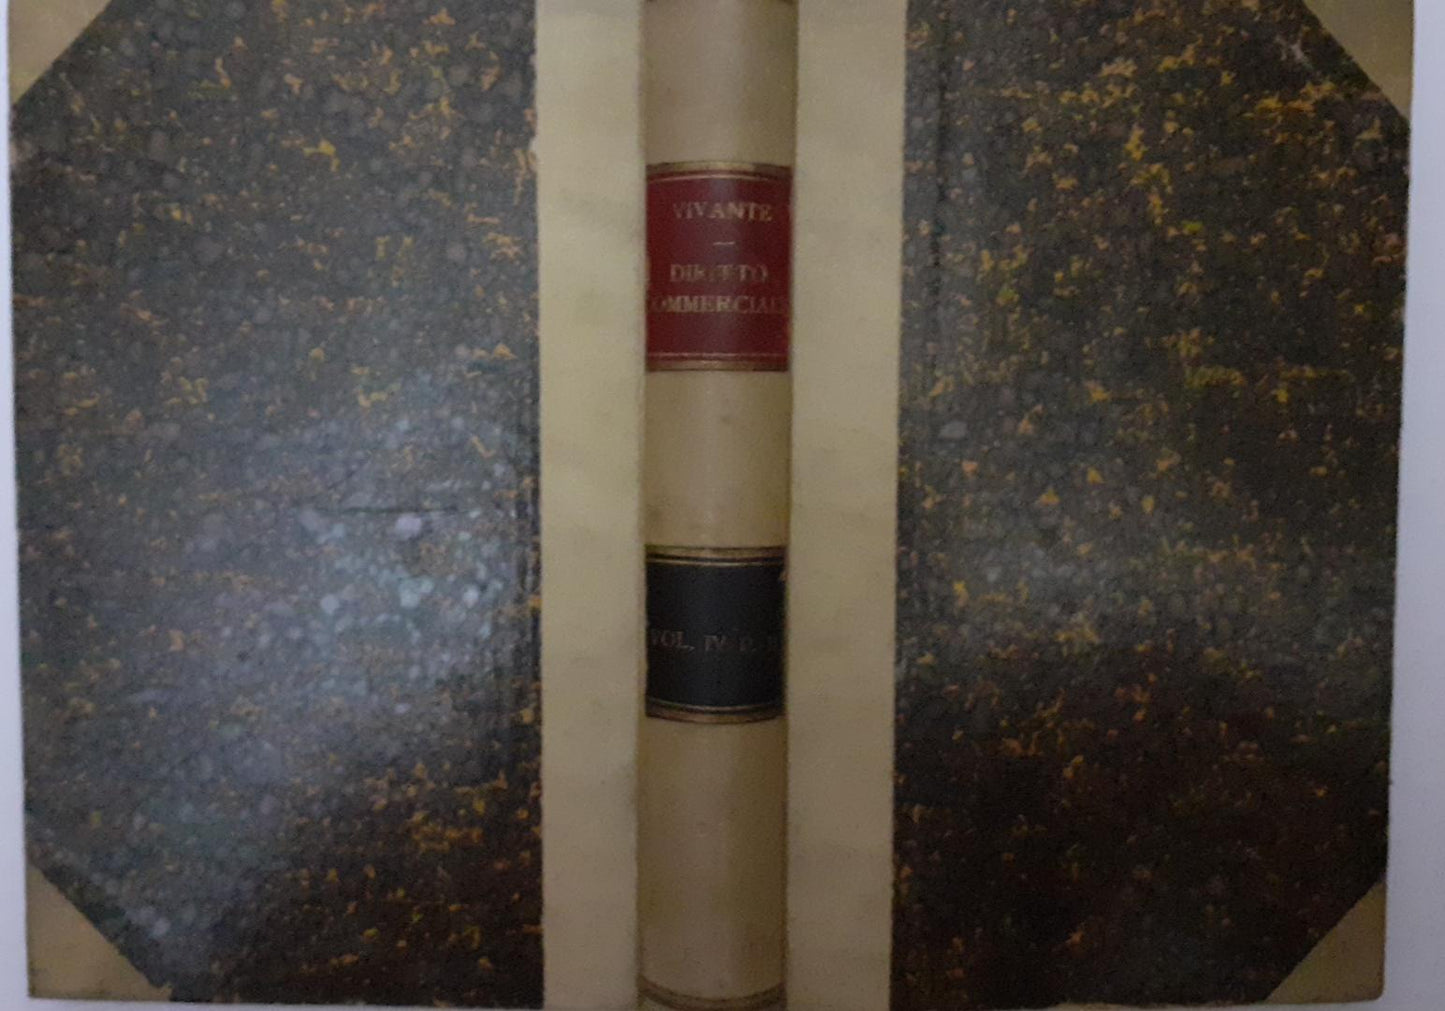 VIVANTE
DIRITTO
COMMERCIALE
VOL. IV P.